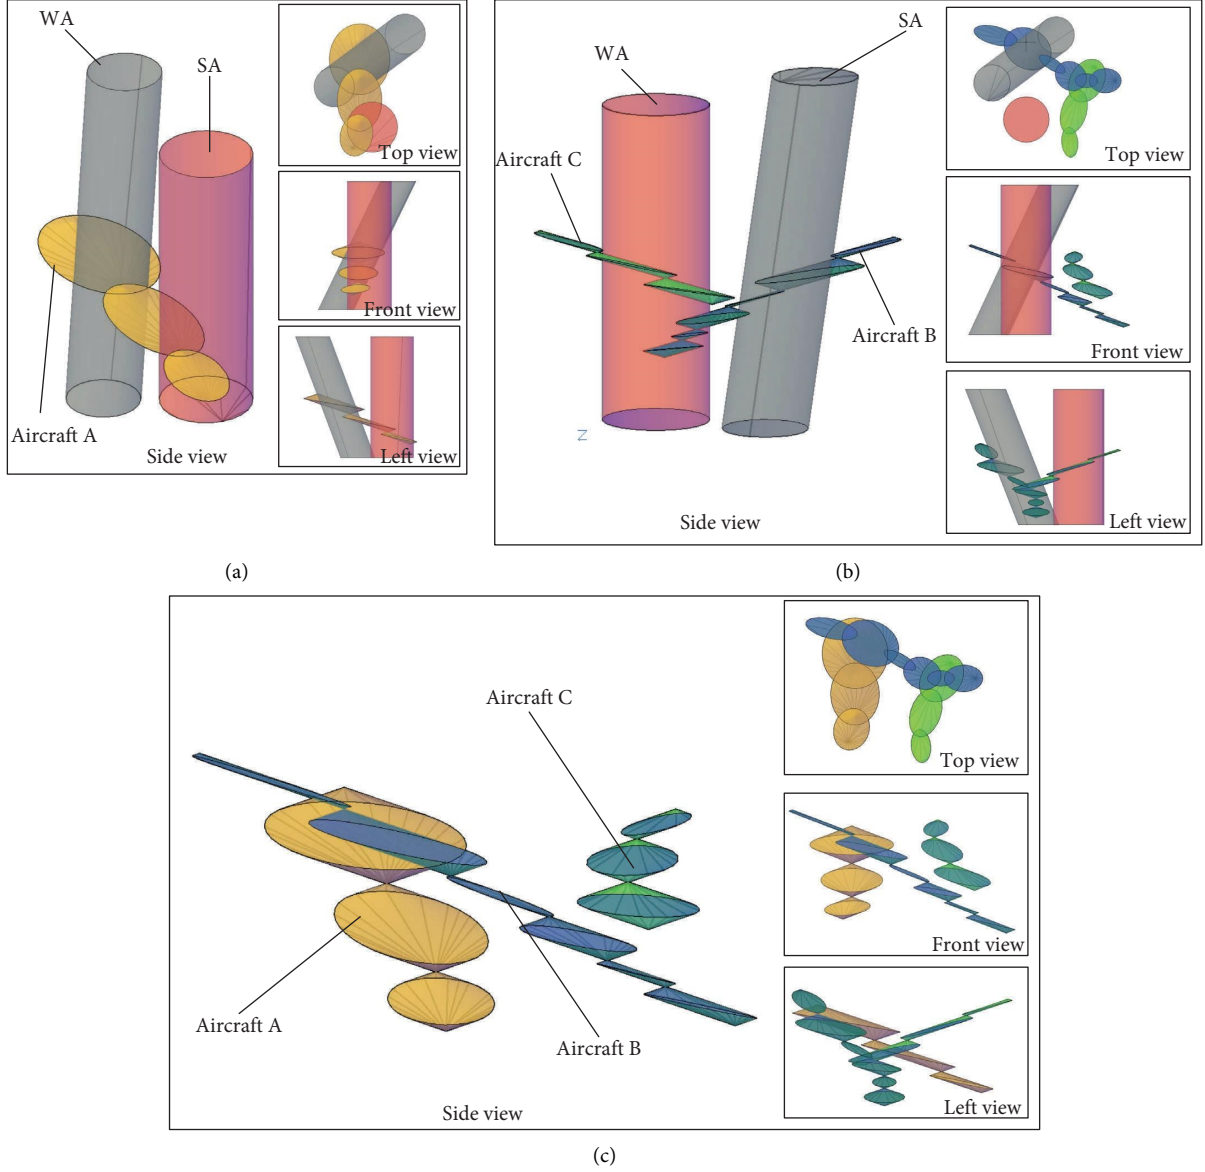 WA
SA
Aircraft A
Side view
Top view
Front view
Left view
(a)
SA
WA
Aircraft C
Aircraft B
Z
Side view
Top view
Front view
Left view
(b)
Aircraft C
Aircraft A
Aircraft B
Side view
Top view
Front view
Left view
(c)